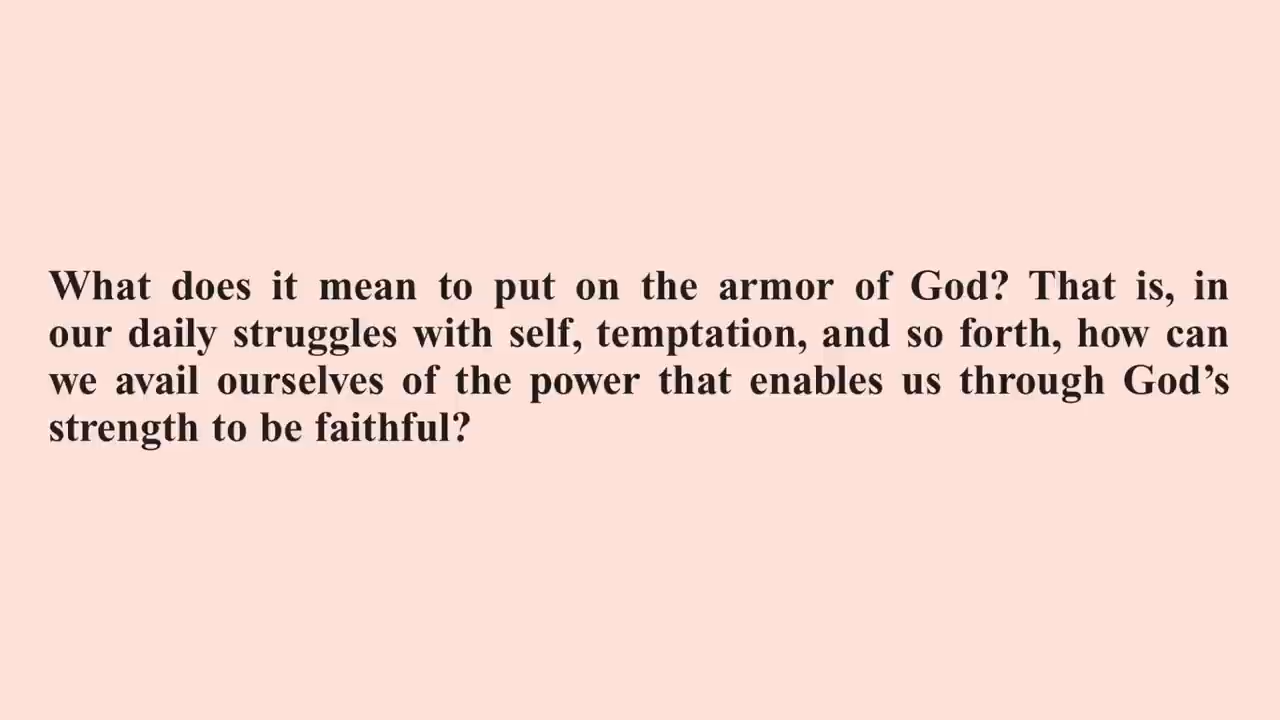 What does it mean to put on the armor of God? That is, in
our daily struggles with self, temptation, and so forth, how can
we avail ourselves of the power that enables us through God’s
strength to be faithful?